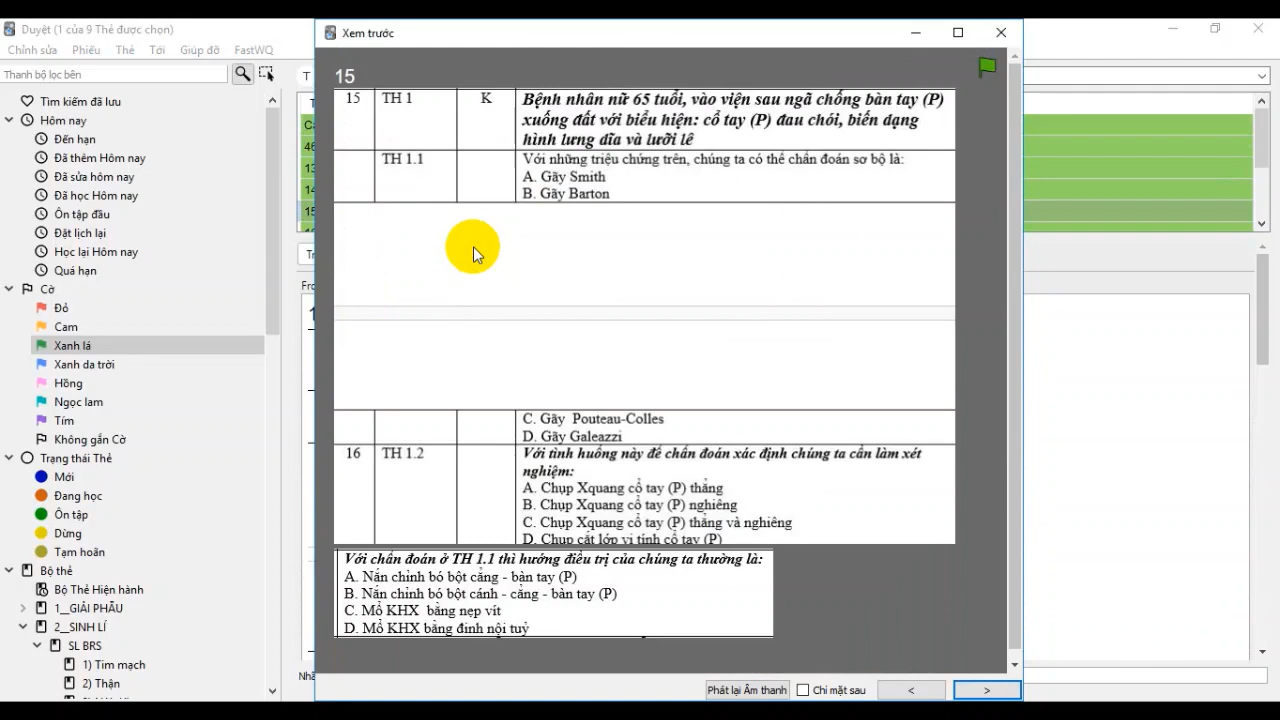 Duyệt (1 của 9 Thẻ được chọn)
Chỉnh sửa Phiếu Thẻ Tới Giúp đỡ FastWQ
Thanh bộ lọc bên
T
Tìm kiếm đã lưu
Hôm nay
Đến hạn
Đã thêm Hôm nay
Đã sửa hôm nay
Đã học Hôm nay
Ôn tập đầu
Đặt lịch lại
Học lại Hôm nay
Quá hạn
Cờ
Đỏ
Cam
Xanh lá
Xanh da trời
Hồng
Ngọc lam
Tím
Không gắn Cờ
Trạng thái Thẻ
Mới
Đang học
Ôn tập
Dừng
Tạm hoãn
Bộ thẻ
Bộ Thẻ Hiện hành
1__GIẢI PHẪU
2__SINH LÍ
SL BRS
1) Tim mạch
2) Thận
Xem trước
15
15 TH 1 K Bệnh nhân nữ 65 tuổi, vào viện sau ngã chống bàn tay (P)
xuống đất với biểu hiện: cổ tay (P) đau chói, biến dạng
hình lưng đĩa và lưỡi lê
TH 1.1 Với những triệu chứng trên, chúng ta có thể chẩn đoán sơ bộ là:
A. Gãy Smith
B. Gãy Barton
C. Gãy Pouteau-Colles
D. Gãy Galeazzi
16 TH 1.2 Với tình huống này để chẩn đoán xác định chúng ta cần làm xét
nghiệm:
A. Chụp Xquang cổ tay (P) thẳng
B. Chụp Xquang cổ tay (P) nghiêng
C. Chụp Xquang cổ tay (P) thẳng và nghiêng
D. Chụp cắt lớp vi tính cổ tay (P)
Với chẩn đoán ở TH 1.1 thì hướng điều trị của chúng ta thường là:
A. Nắn chỉnh bó bột cẳng - bàn tay (P)
B. Nắn chỉnh bó bột cánh - cẳng - bàn tay (P)
C. Mổ KHX bằng nẹp vít
D. Mổ KHX bằng đinh nội tuỷ
Phát lại Âm thanh Chỉ mặt sau < >